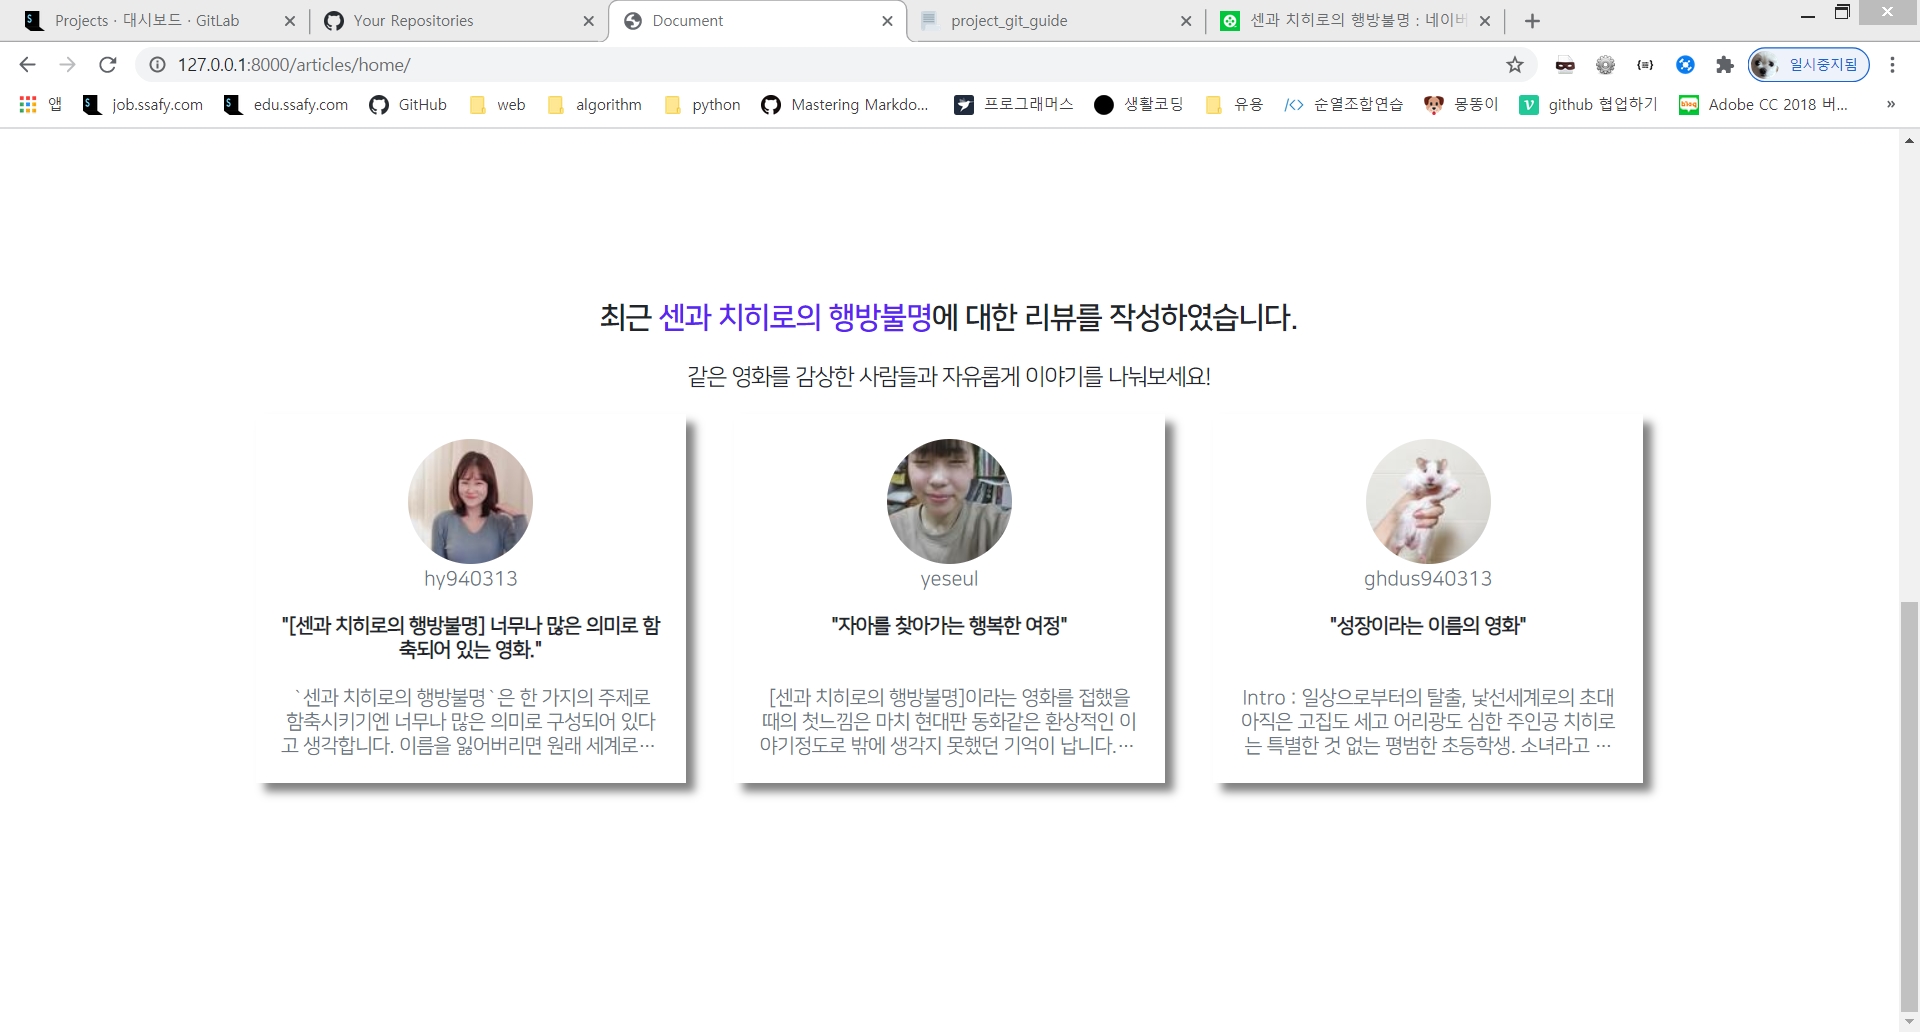 Projects · 대시보드 · GitLab
Your Repositories
Document
project_git_guide
센과 치히로의 행방불명 : 네이버
127.0.0.1:8000/articles/home/
일시중지됨
앱
job.ssafy.com
edu.ssafy.com
GitHub
web
algorithm
python
Mastering Markdo...
프로그래머스
생활코딩
유용
순열조합연습
몽똥이
github 협업하기
Adobe CC 2018 버...
»
최근 센과 치히로의 행방불명에 대한 리뷰를 작성하였습니다.
같은 영화를 감상한 사람들과 자유롭게 이야기를 나눠보세요!
hy940313
"[센과 치히로의 행방불명] 너무나 많은 의미로 함
축되어 있는 영화."
`센과 치히로의 행방불명`은 한 가지의 주제로
함축시키기엔 너무나 많은 의미로 구성되어 있다
고 생각합니다. 이름을 잃어버리면 원래 세계로…
yeseul
"자아를 찾아가는 행복한 여정"
[센과 치히로의 행방불명]이라는 영화를 접했을
때의 첫느낌은 마치 현대판 동화같은 환상적인 이
야기정도로 밖에 생각지 못했던 기억이 납니다.…
ghdus940313
"성장이라는 이름의 영화"
Intro : 일상으로부터의 탈출, 낯선세계로의 초대
아직은 고집도 세고 어리광도 심한 주인공 치히로
는 특별한 것 없는 평범한 초등학생. 소녀라고 …